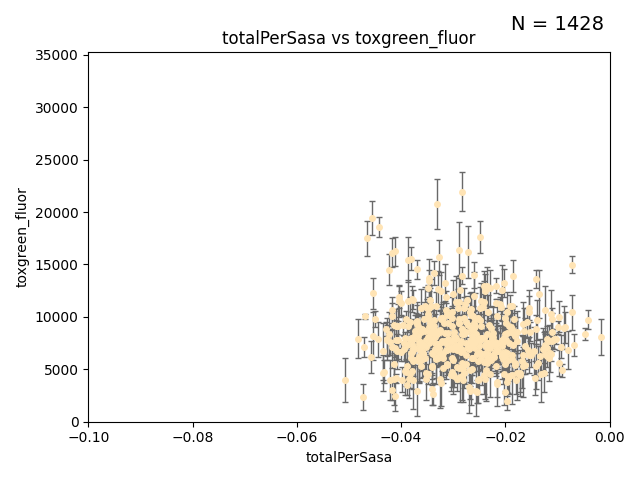 N = 1428
totalPerSasa vs toxgreen_fluor
35000
30000
25000
20000
15000
10000
5000
0
toxgreen_fluor
−0.10 −0.08 −0.06 −0.04 −0.02 0.00
totalPerSasa